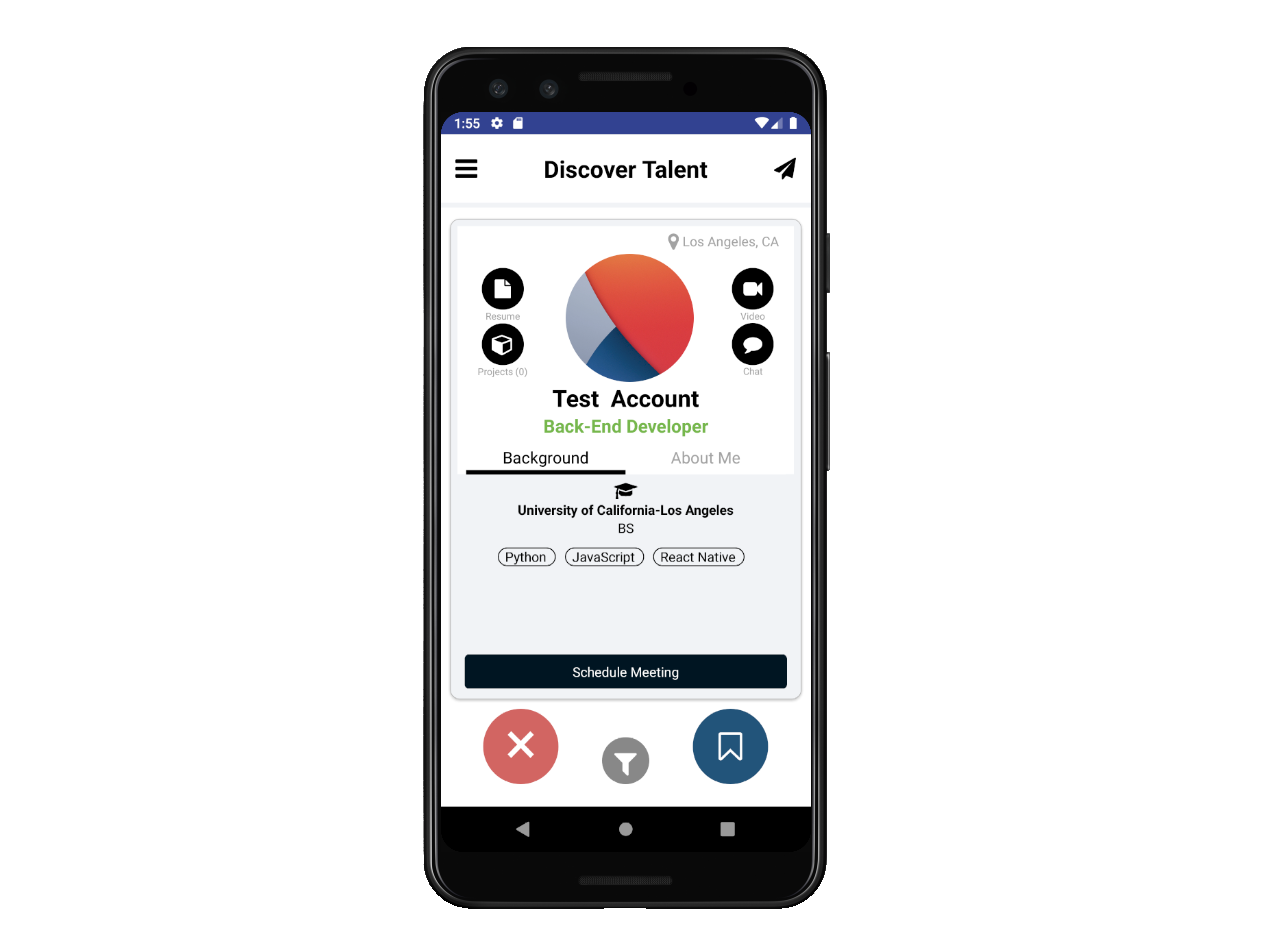 1:55
Discover Talent
Los Angeles, CA
Resume
Video
Projects (0)
Chat
Test Account
Back-End Developer
Background About Me
University of California-Los Angeles
BS
Python JavaScript React Native
Schedule Meeting